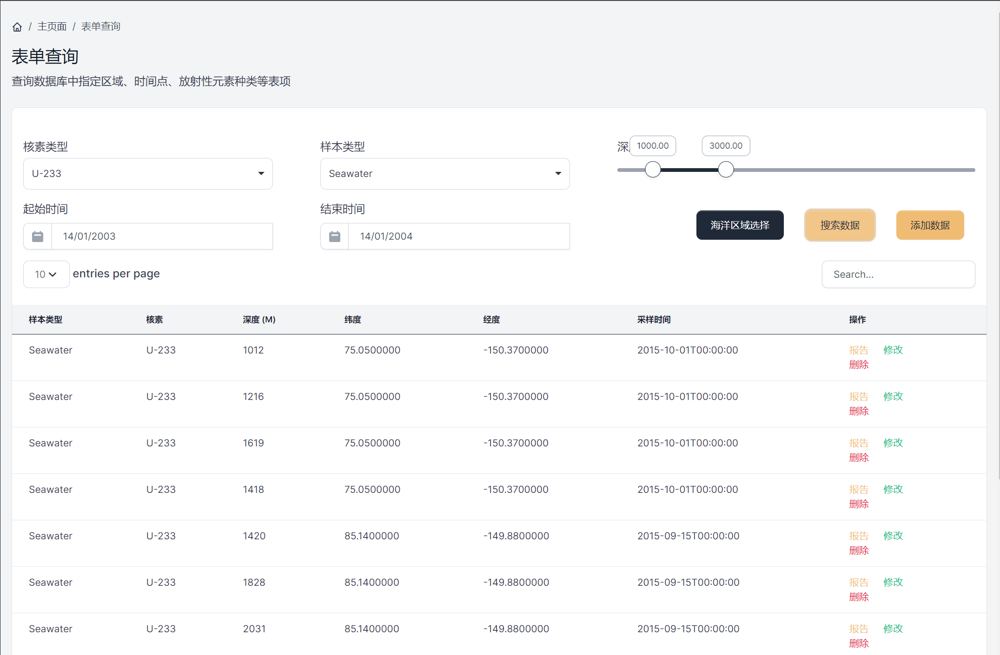 / 主页面 / 表单查询
表单查询
查询数据库中指定区域、时间点、放射性元素种类等表项
核素类型
样本类型
深
1000.00
3000.00
U-233
Seawater
起始时间
结束时间
14/01/2003
14/01/2004
海洋区域选择
搜索数据
添加数据
10 entries per page
Search...
样本类型 核素 深度 (M) 纬度 经度 采样时间 操作
Seawater U-233 1012 75.0500000 -150.3700000 2015-10-01T00:00:00 报告 修改
删除
Seawater U-233 1216 75.0500000 -150.3700000 2015-10-01T00:00:00 报告 修改
删除
Seawater U-233 1619 75.0500000 -150.3700000 2015-10-01T00:00:00 报告 修改
删除
Seawater U-233 1418 75.0500000 -150.3700000 2015-10-01T00:00:00 报告 修改
删除
Seawater U-233 1420 85.1400000 -149.8800000 2015-09-15T00:00:00 报告 修改
删除
Seawater U-233 1828 85.1400000 -149.8800000 2015-09-15T00:00:00 报告 修改
删除
Seawater U-233 2031 85.1400000 -149.8800000 2015-09-15T00:00:00 报告 修改
删除